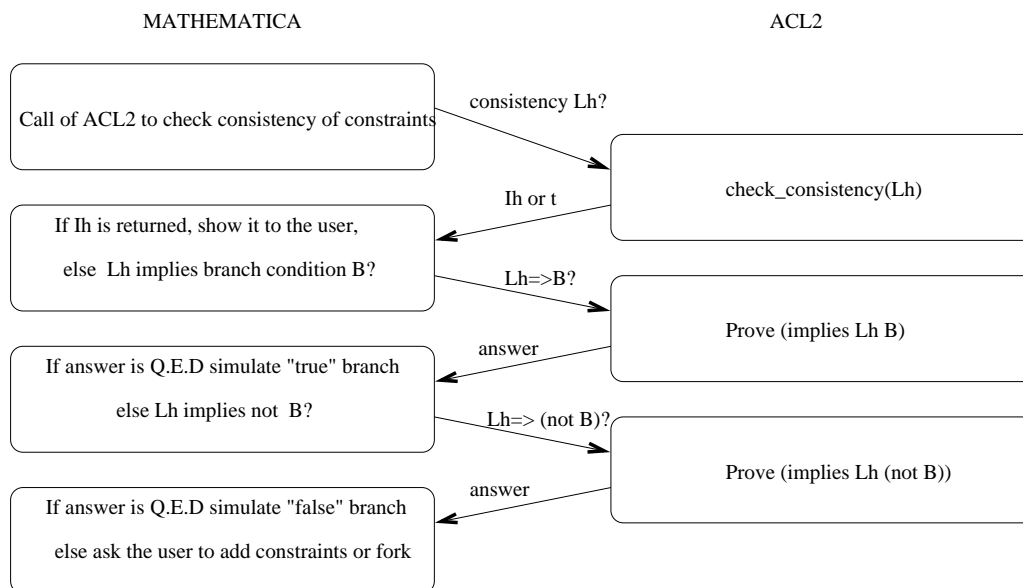 MATHEMATICA
ACL2
Call of ACL2 to check consistency of constraints
consistency Lh?
check_consistency(Lh)
Ih or t
If Ih is returned, show it to the user,
else Lh implies branch condition B?
Lh=>B?
Prove (implies Lh B)
answer
If answer is Q.E.D simulate "true" branch
else Lh implies not B?
Lh=> (not B)?
Prove (implies Lh (not B))
answer
If answer is Q.E.D simulate "false" branch
else ask the user to add constraints or fork